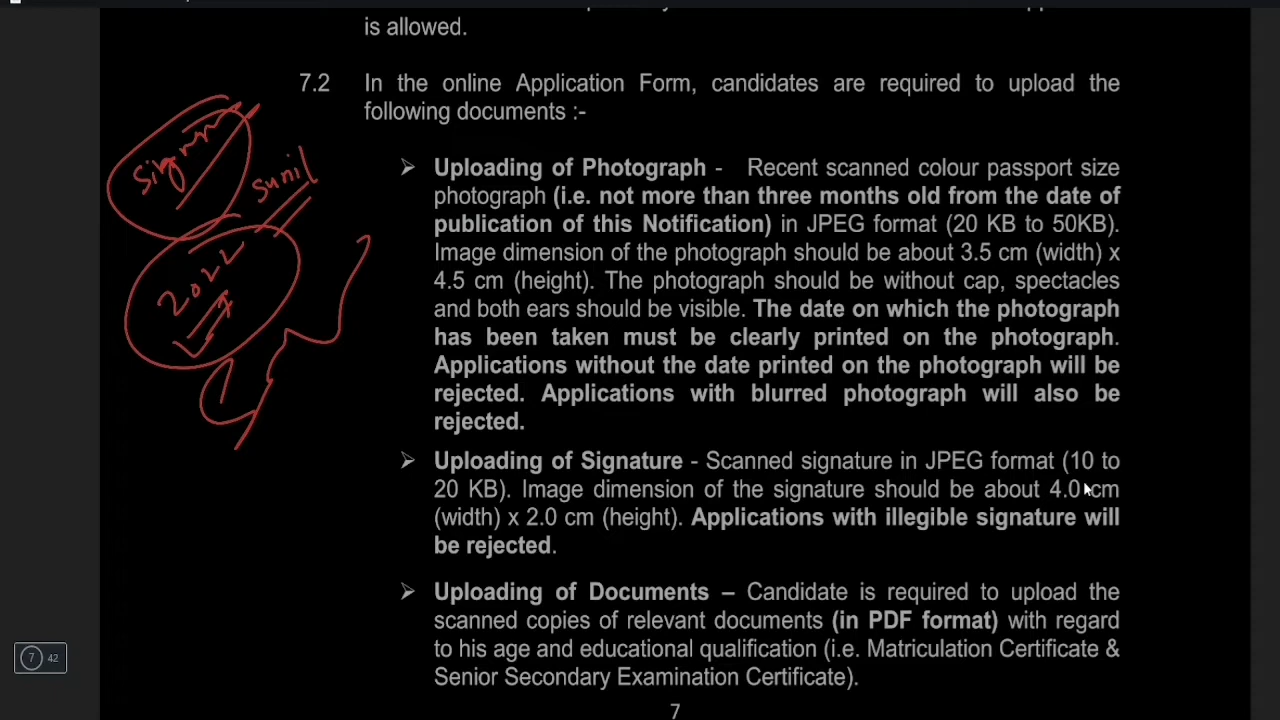 is allowed.
7.2 In the online Application Form, candidates are required to upload the
following documents :-
➢ Uploading of Photograph - Recent scanned colour passport size
photograph (i.e. not more than three months old from the date of
publication of this Notification) in JPEG format (20 KB to 50KB).
Image dimension of the photograph should be about 3.5 cm (width) x
4.5 cm (height). The photograph should be without cap, spectacles
and both ears should be visible. The date on which the photograph
has been taken must be clearly printed on the photograph.
Applications without the date printed on the photograph will be
rejected. Applications with blurred photograph will also be
rejected.
➢ Uploading of Signature - Scanned signature in JPEG format (10 to
20 KB). Image dimension of the signature should be about 4.0 cm
(width) x 2.0 cm (height). Applications with illegible signature will
be rejected.
➢ Uploading of Documents – Candidate is required to upload the
scanned copies of relevant documents (in PDF format) with regard
to his age and educational qualification (i.e. Matriculation Certificate &
Senior Secondary Examination Certificate).
7
sunil
2022
7 42